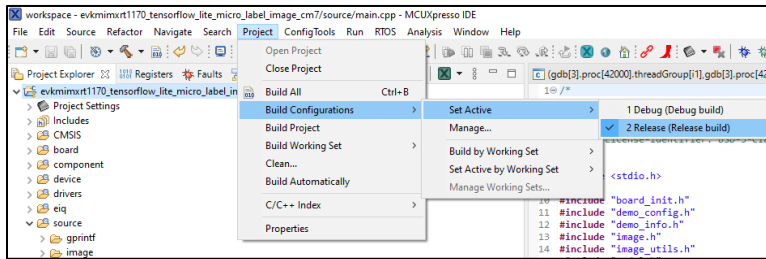 workspace - evkmimxrt1170_tensorflow_lite_micro_label_image_cm7/source/main.cpp - MCUXpresso IDE
File Edit Source Refactor Navigate Search Project ConfigTools Run RTOS Analysis Window Help
Project Explorer Registers Faults
(gdb[3].proc[42000].threadGroup[i1],gdb[3].proc[42
evkmimxrt1170_tensorflow_lite_micro_label_in
Project Settings
Includes
CMSIS
board
component
device
drivers
eiq
source
gprintf
image
Open Project
Close Project
Build All Ctrl+B
Build Configurations
Build Project
Build Working Set
Clean...
Build Automatically
C/C++ Index
Properties
Set Active
Manage...
Build by Working Set
Set Active by Working Set
Manage Working Sets...
1 Debug (Debug build)
2 Release (Release build)
1 /*
<stdio.h>
10 #include "board_init.h"
11 #include "demo_config.h"
12 #include "demo_info.h"
13 #include "image.h"
14 #include "image_utils.h"